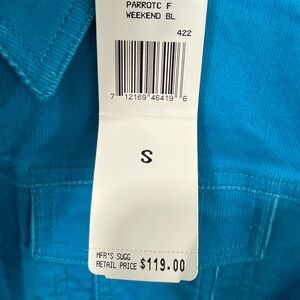 PARROTC F
WEEKEND BL
422
7 12169 46419 6
S
MFR'S SUGG
RETAIL PRICE $119.00